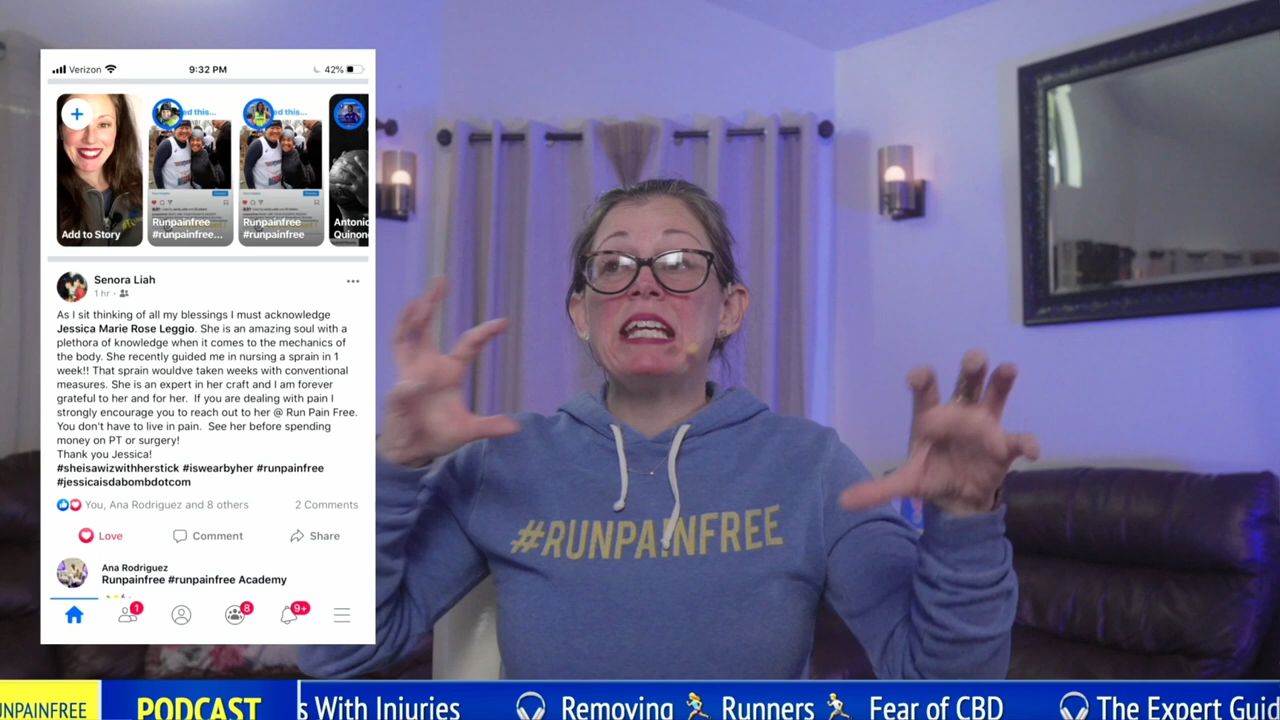 Verizon
9:32 PM
42%
ed this...
ed this...
Add to Story
Runpainfree
#runpainfree...
Runpainfree
#runpainfree
Antonio
Quinon
Senora Liah
1 hr ·
As I sit thinking of all my blessings I must acknowledge
Jessica Marie Rose Leggio. She is an amazing soul with a
plethora of knowledge when it comes to the mechanics of
the body. She recently guided me in nursing a sprain in 1
week!! That sprain wouldve taken weeks with conventional
measures. She is an expert in her craft and I am forever
grateful to her and for her. If you are dealing with pain I
strongly encourage you to reach out to her @ Run Pain Free.
You don't have to live in pain. See her before spending
money on PT or surgery!
Thank you Jessica!
#sheisawizwithherstick #iswearbyher #runpainfree
#jessicaisdabombdotcom
You, Ana Rodriguez and 8 others 2 Comments
Love Comment Share
Ana Rodriguez
Runpainfree #runpainfree Academy
1 8 9+
#RUNPAINFREE
UNPAINFREE PODCAST s With Injuries Removing Runners Fear of CBD The Expert Guid